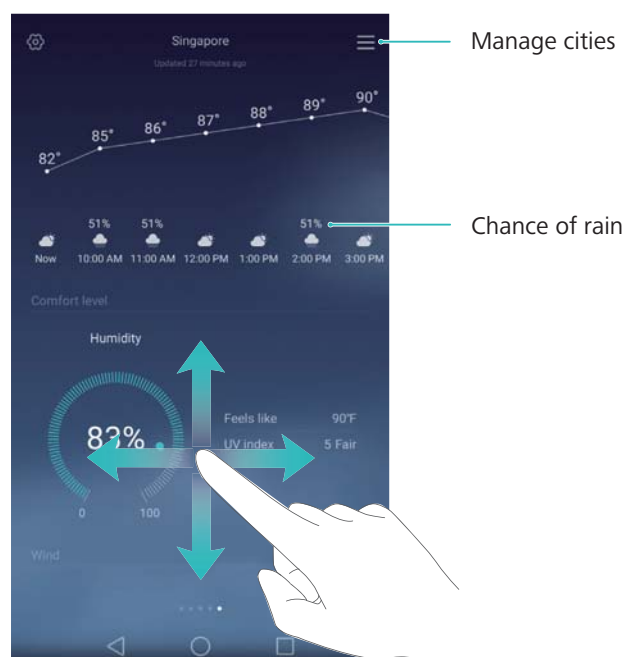 Singapore
Manage cities
Updated 27 minutes ago
82° 85° 86° 87° 88° 89° 90°
51% 51% 51%
Chance of rain
Now 10:00 AM 11:00 AM 12:00 PM 1:00 PM 2:00 PM 3:00 PM
Comfort level
Humidity
83%
Feels like 90°F
UV index 5 Fair
0 100
Wind